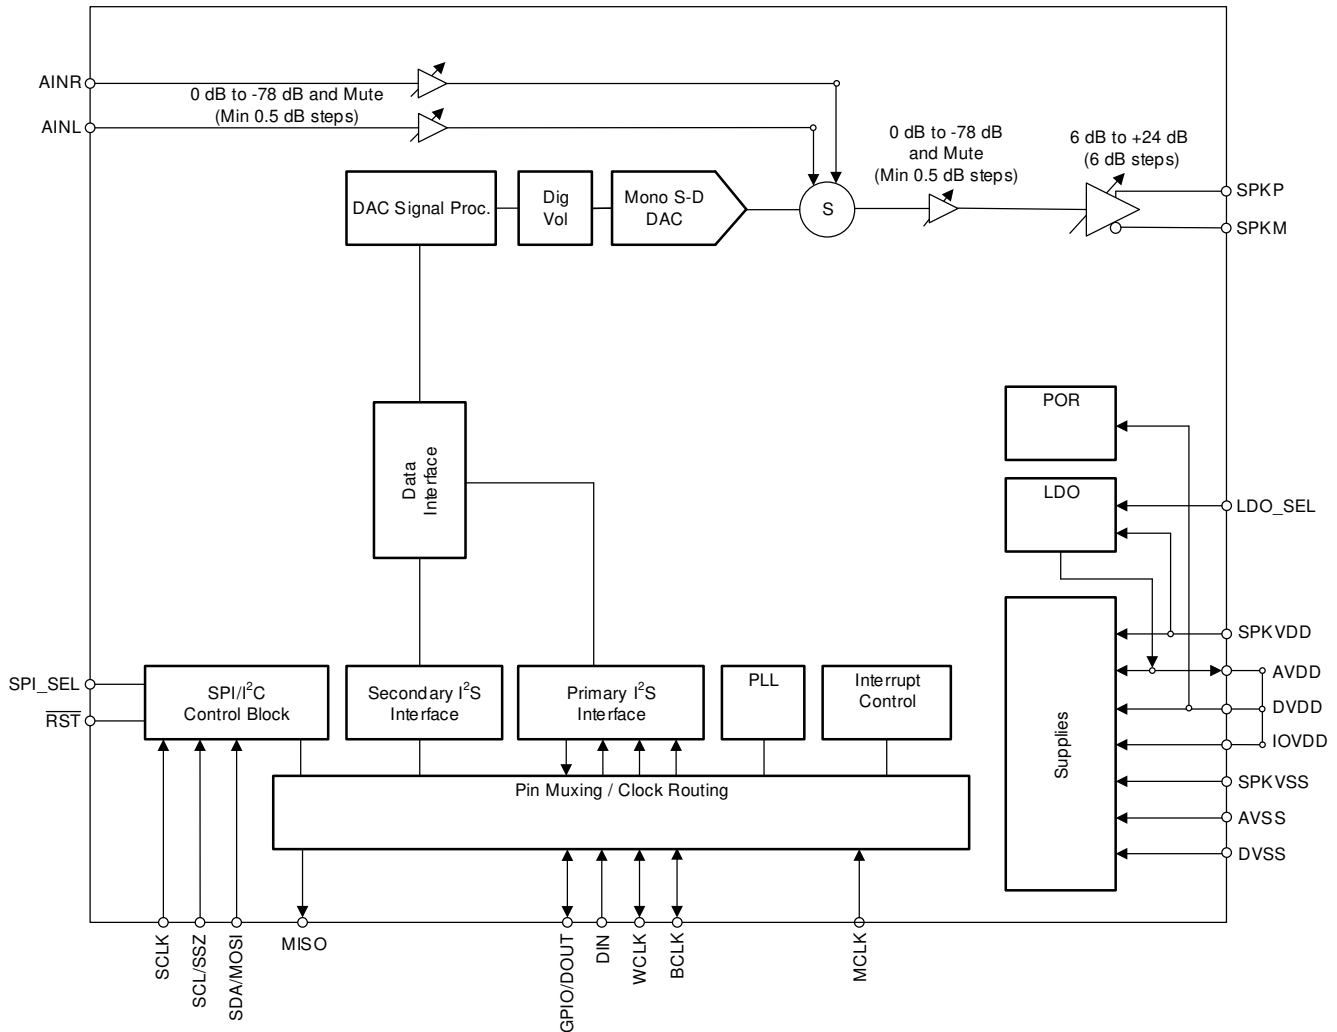 AINR
0 dB to -78 dB and Mute
(Min 0.5 dB steps)
AINL
0 dB to -78 dB
and Mute
(Min 0.5 dB steps)
6 dB to +24 dB
(6 dB steps)
DAC Signal Proc.
Dig
Vol
Mono S-D
DAC
S
SPKP
SPKM
Data
Interface
POR
LDO
LDO_SEL
Supplies
SPKVDD
AVDD
DVDD
IOVDD
SPKVSS
AVSS
DVSS
SPI_SEL
RST
SPI/I²C
Control Block
Secondary I²S
Interface
Primary I²S
Interface
PLL
Interrupt
Control
Pin Muxing / Clock Routing
SCLK
SCL/SSZ
SDA/MOSI
MISO
GPIO/DOUT
DIN
WCLK
BCLK
MCLK